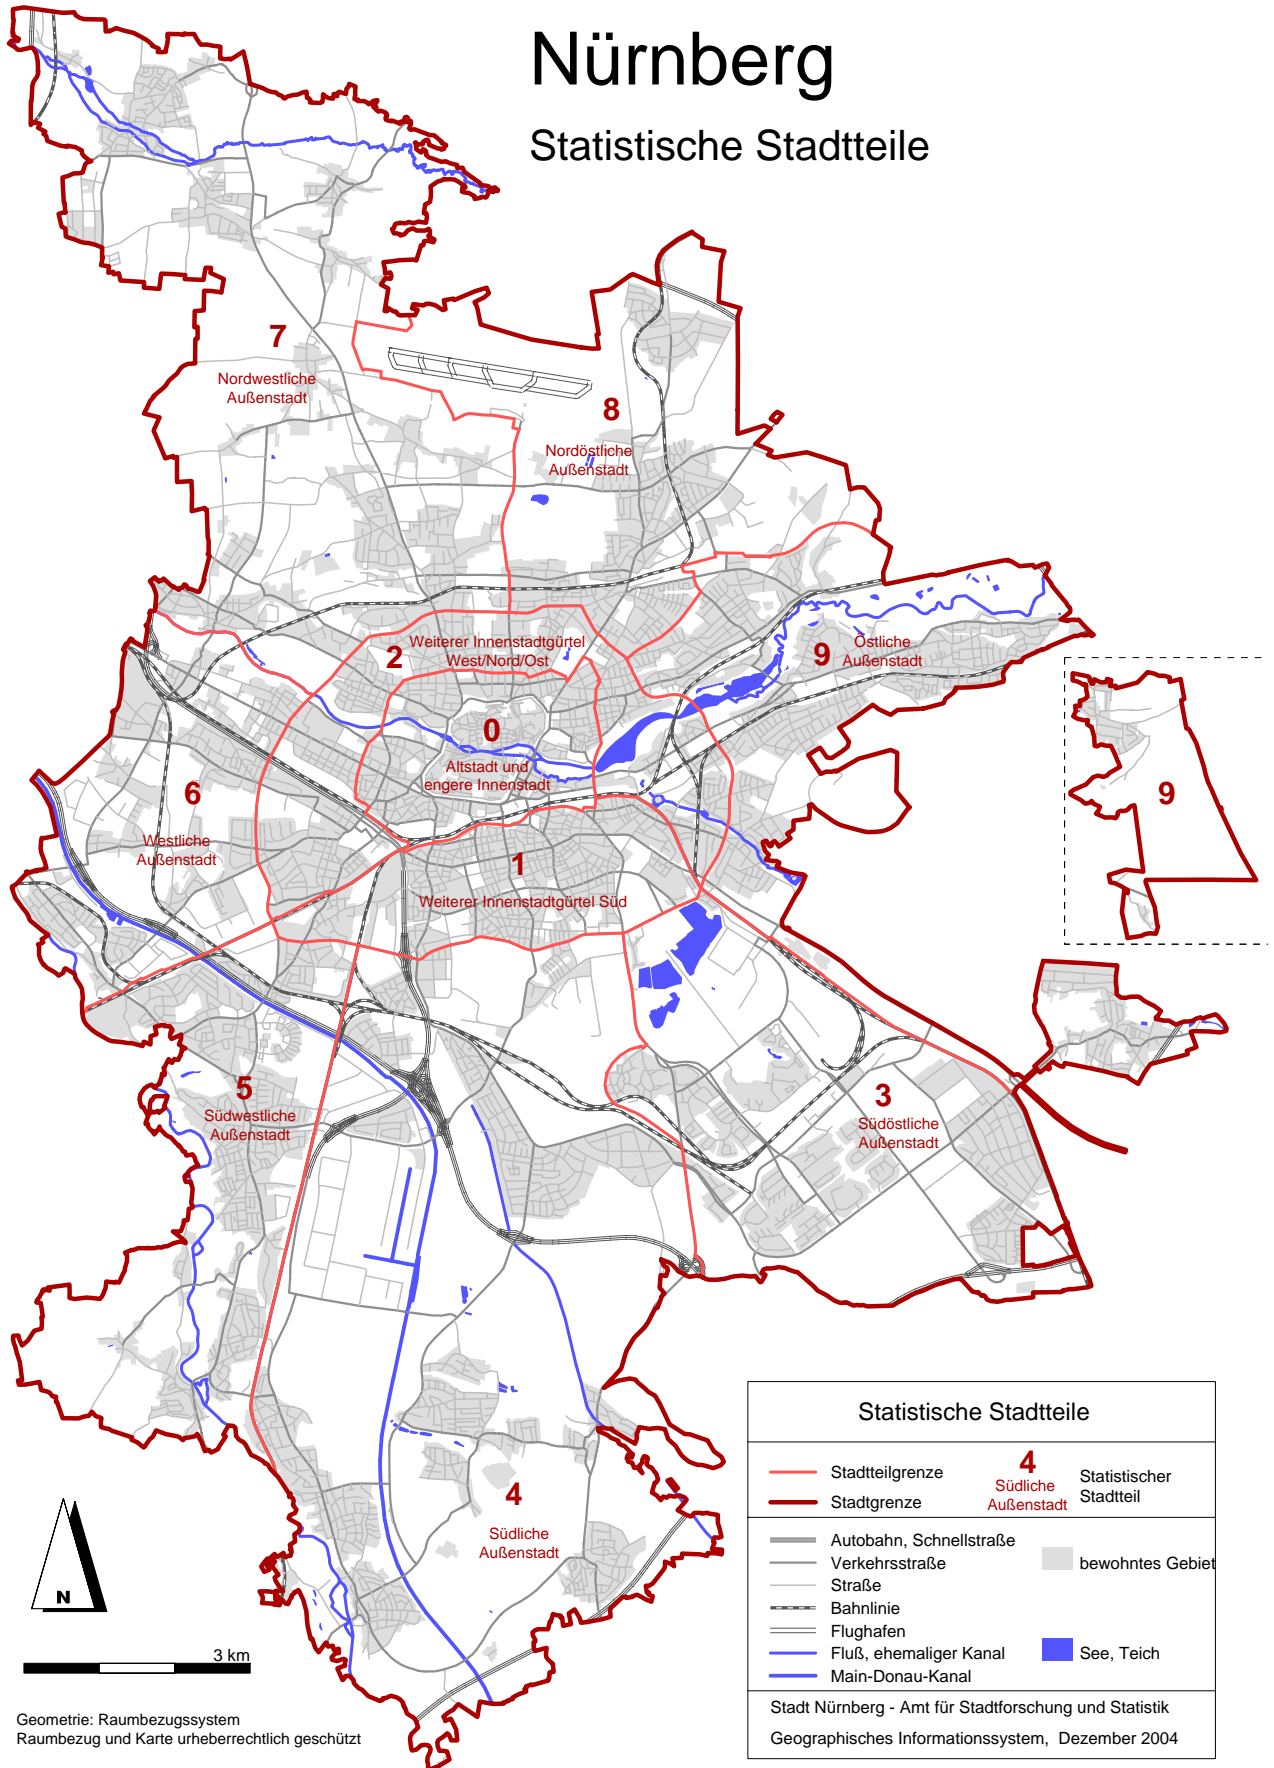 Nürnberg
Statistische Stadtteile
7
Nordwestliche
Außenstadt
8
Nordöstliche
Außenstadt
2
Weiterer Innenstadtgürtel
West/Nord/Ost
9
Östliche
Außenstadt
0
Altstadt und
engere Innenstadt
6
Westliche
Außenstadt
9
1
Weiterer Innenstadtgürtel Süd
5
Südwestliche
Außenstadt
3
Südöstliche
Außenstadt
4
Südliche
Außenstadt
N
3 km
Geometrie: Raumbezugssystem
Raumbezug und Karte urheberrechtlich geschützt
Statistische Stadtteile
Stadtteilgrenze
Stadtgrenze
4
Südliche
Außenstadt
Statistischer
Stadtteil
Autobahn, Schnellstraße
Verkehrsstraße
Straße
Bahnlinie
Flughafen
Fluß, ehemaliger Kanal
Main-Donau-Kanal
bewohntes Gebiet
See, Teich
Stadt Nürnberg - Amt für Stadtforschung und Statistik
Geographisches Informationssystem, Dezember 2004